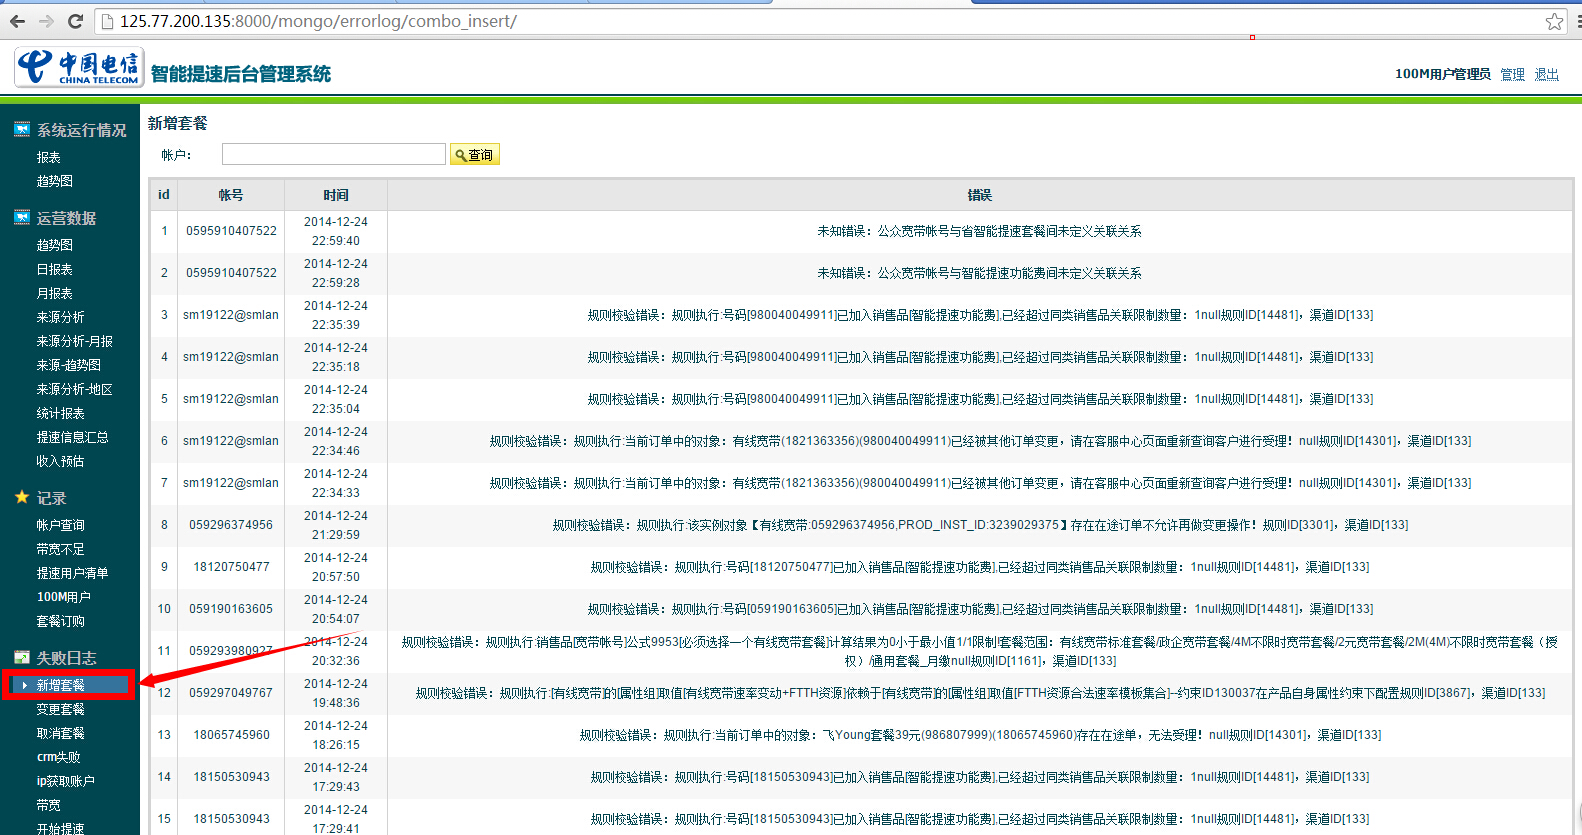 125.77.200.135:8000/mongo/errorlog/combo_insert/
中国电信
CHINA TELECOM
智能提速后台管理系统
100M用户管理员 管理 退出
系统运行情况
报表
趋势图
运营数据
趋势图
日报表
月报表
来源分析
来源分析-月报
来源-趋势图
来源分析-地区
统计报表
提速信息汇总
收入预估
记录
帐户查询
带宽不足
提速用户清单
100M用户
套餐订购
失败日志
新增套餐
变更套餐
取消套餐
crm失败
ip获取账户
带宽
开始提速
新增套餐
帐户：
查询
id 帐号 时间 错误
1 0595910407522 2014-12-24 22:59:40 未知错误：公众宽带帐号与省智能提速套餐间未定义关联关系
2 0595910407522 2014-12-24 22:59:28 未知错误：公众宽带帐号与智能提速功能费间未定义关联关系
3 sm19122@smlan 2014-12-24 22:35:39 规则校验错误：规则执行:号码[980040049911]已加入销售品[智能提速功能费],已经超过同类销售品关联限制数量：1null规则ID[14481]，渠道ID[133]
4 sm19122@smlan 2014-12-24 22:35:18 规则校验错误：规则执行:号码[980040049911]已加入销售品[智能提速功能费],已经超过同类销售品关联限制数量：1null规则ID[14481]，渠道ID[133]
5 sm19122@smlan 2014-12-24 22:35:04 规则校验错误：规则执行:号码[980040049911]已加入销售品[智能提速功能费],已经超过同类销售品关联限制数量：1null规则ID[14481]，渠道ID[133]
6 sm19122@smlan 2014-12-24 22:34:46 规则校验错误：规则执行:当前订单中的对象：有线宽带(1821363356)(980040049911)已经被其他订单变更，请在客服中心页面重新查询客户进行受理！null规则ID[14301]，渠道ID[133]
7 sm19122@smlan 2014-12-24 22:34:33 规则校验错误：规则执行:当前订单中的对象：有线宽带(1821363356)(980040049911)已经被其他订单变更，请在客服中心页面重新查询客户进行受理！null规则ID[14301]，渠道ID[133]
8 059296374956 2014-12-24 21:29:59 规则校验错误：规则执行:该实例对象【有线宽带:059296374956,PROD_INST_ID:3239029375】存在在途订单不允许再做变更操作！规则ID[3301]，渠道ID[133]
9 18120750477 2014-12-24 20:57:50 规则校验错误：规则执行:号码[18120750477]已加入销售品[智能提速功能费],已经超过同类销售品关联限制数量：1null规则ID[14481]，渠道ID[133]
10 059190163605 2014-12-24 20:54:07 规则校验错误：规则执行:号码[059190163605]已加入销售品[智能提速功能费],已经超过同类销售品关联限制数量：1null规则ID[14481]，渠道ID[133]
11 059293980927 2014-12-24 20:32:36 规则校验错误：规则执行:销售品[宽带帐号]公式9953[必须选择一个有线宽带套餐]计算结果为0小于最小值1/1限制!套餐范围：有线宽带标准套餐/政企宽带套餐/4M不限时宽带套餐/2元宽带套餐/2M(4M)不限时宽带套餐（授
权）/通用套餐_月缴null规则ID[1161]，渠道ID[133]
12 059297049767 2014-12-24 19:48:36 规则校验错误：规则执行:[有线宽带]的[属性组]取值[有线宽带速率变动+FTTH资源]依赖于[有线宽带]的[属性组]取值[FTTH资源合法速率模板集合]--约束ID130037在产品自身属性约束下配置规则ID[3867]，渠道ID[133]
13 18065745960 2014-12-24 18:26:15 规则校验错误：规则执行:当前订单中的对象：飞Young套餐39元(986807999)(18065745960)存在在途单，无法受理！null规则ID[14301]，渠道ID[133]
14 18150530943 2014-12-24 17:29:43 规则校验错误：规则执行:号码[18150530943]已加入销售品[智能提速功能费],已经超过同类销售品关联限制数量：1null规则ID[14481]，渠道ID[133]
15 18150530943 2014-12-24 17:29:41 规则校验错误：规则执行:号码[18150530943]已加入销售品[智能提速功能费],已经超过同类销售品关联限制数量：1null规则ID[14481]，渠道ID[133]